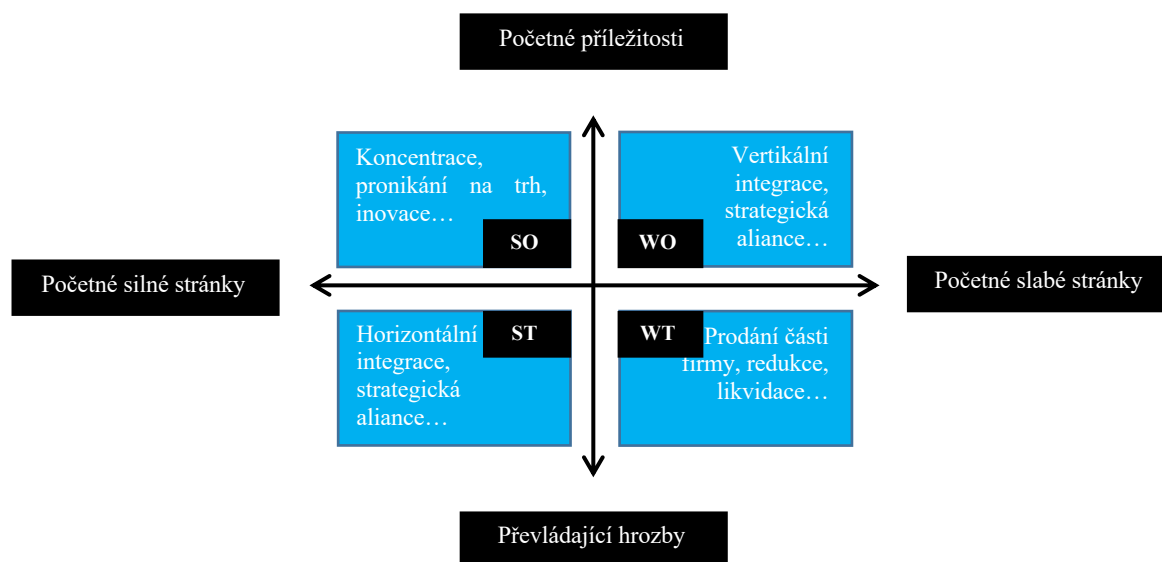 Početné příležitosti
Koncentrace,
pronikání na trh,
inovace…
SO
Vertikální
integrace,
strategická
aliance…
WO
Početné silné stránky
Početné slabé stránky
Horizontální
integrace,
strategická
aliance…
ST
WT
Prodání části
firmy, redukce,
likvidace…
Převládající hrozby